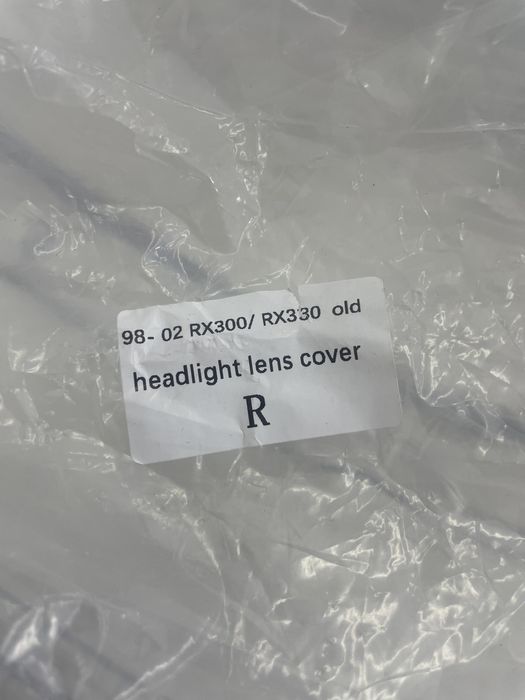 98- 02 RX300/ RX330 old
headlight lens cover
R